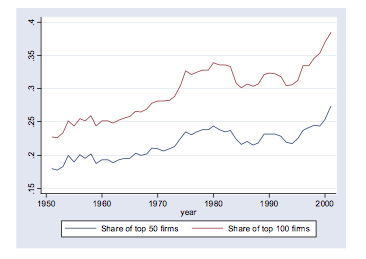 .4
.35
.3
.25
.2
.15
1950 1960 1970 1980 1990 2000
year
Share of top 50 firms Share of top 100 firms